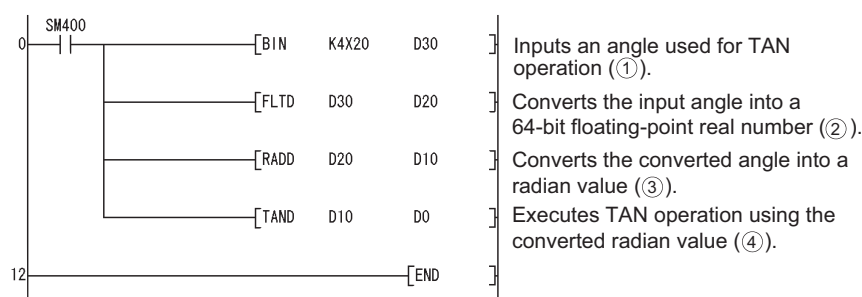 SM400
0 BIN K4X20 D30 Inputs an angle used for TAN
operation (①).
FLTD D30 D20 Converts the input angle into a
64-bit floating-point real number (②).
RADD D20 D10 Converts the converted angle into a
radian value (③).
TAND D10 D0 Executes TAN operation using the
converted radian value (④).
12 END